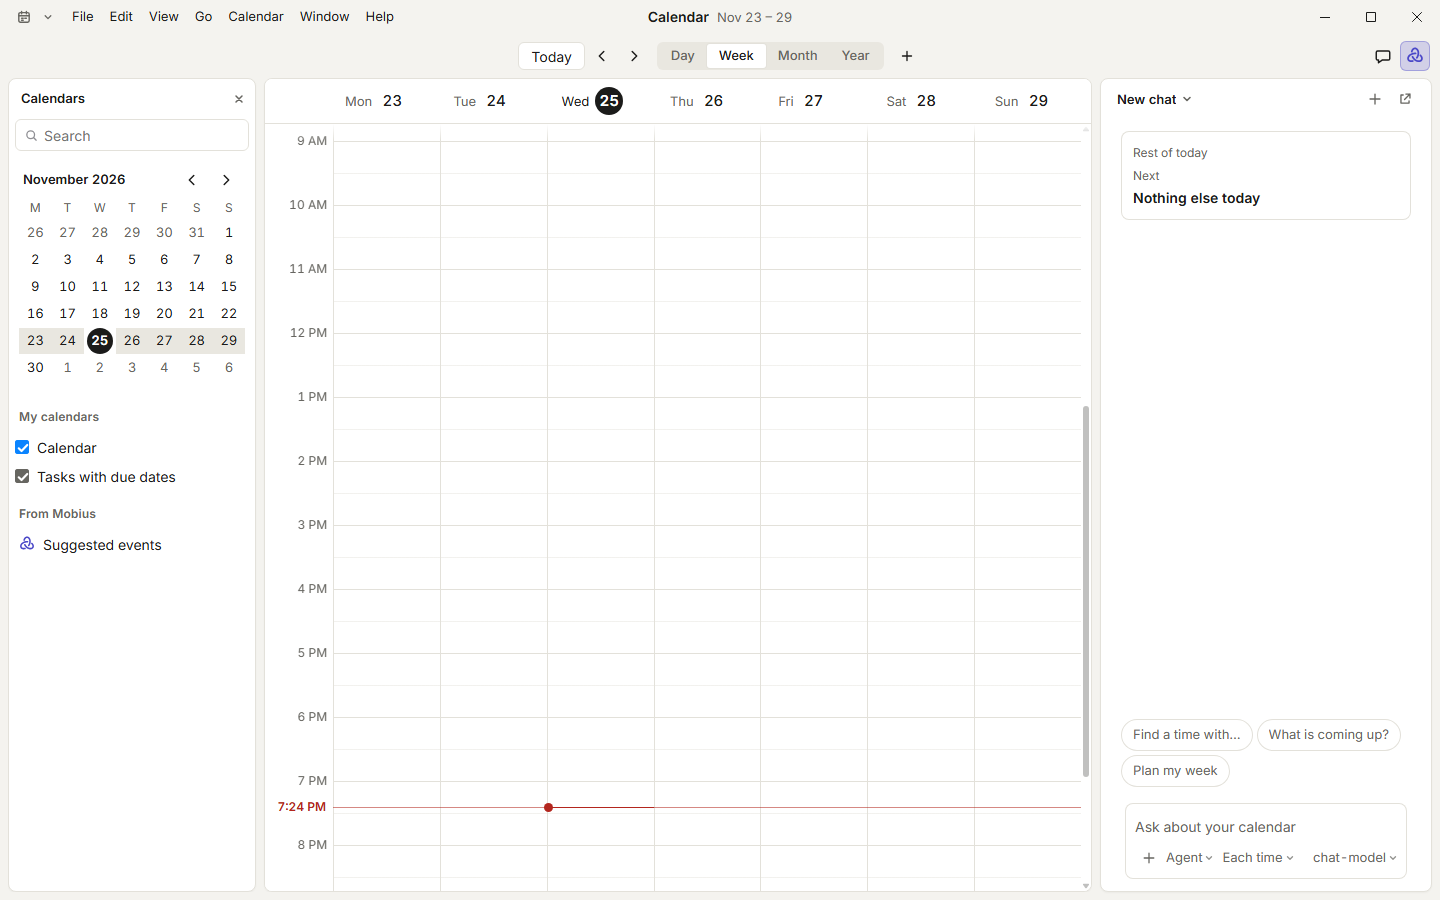 File Edit View Go Calendar Window Help
Calendar Nov 23 – 29
Today Day Week Month Year
Calendars
Search
November 2026
M T W T F S S
26 27 28 29 30 31 1
2 3 4 5 6 7 8
9 10 11 12 13 14 15
16 17 18 19 20 21 22
23 24 25 26 27 28 29
30 1 2 3 4 5 6
My calendars
Calendar
Tasks with due dates
From Mobius
Suggested events
Mon 23 Tue 24 Wed 25 Thu 26 Fri 27 Sat 28 Sun 29
9 AM
10 AM
11 AM
12 PM
1 PM
2 PM
3 PM
4 PM
5 PM
6 PM
7 PM
7:24 PM
8 PM
New chat
Rest of today
Next
Nothing else today
Find a time with... What is coming up?
Plan my week
Ask about your calendar
Agent Each time chat-model